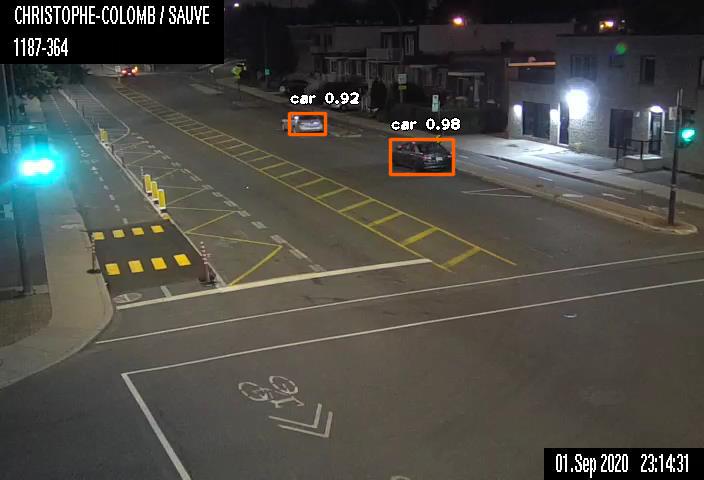 CHRISTOPHE-COLOMB / SAUVE
1187-364
car 0.92
car 0.98
01.Sep 2020 23:14:31